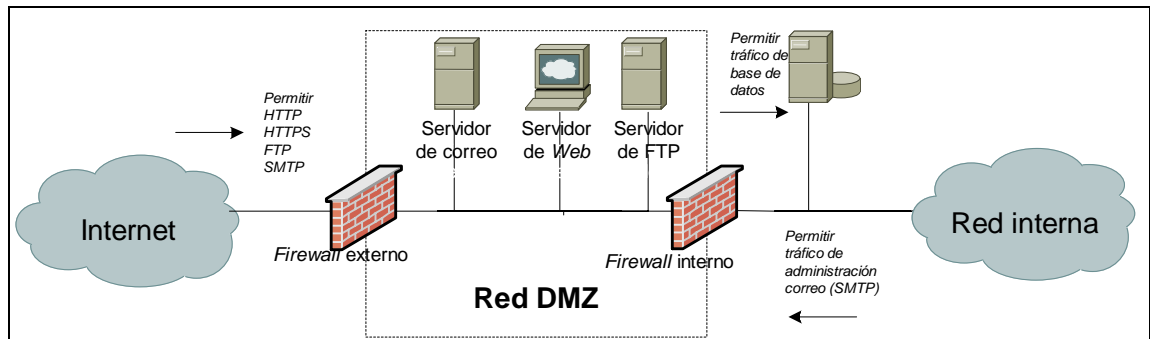 Permitir
HTTP
HTTPS
FTP
SMTP
Servidor
de correo
Servidor
de Web
Servidor
de FTP
Permitir
tráfico de
base de
datos
Internet
Firewall externo
Firewall interno
Red interna
Permitir
tráfico de
administración
correo (SMTP)
Red DMZ